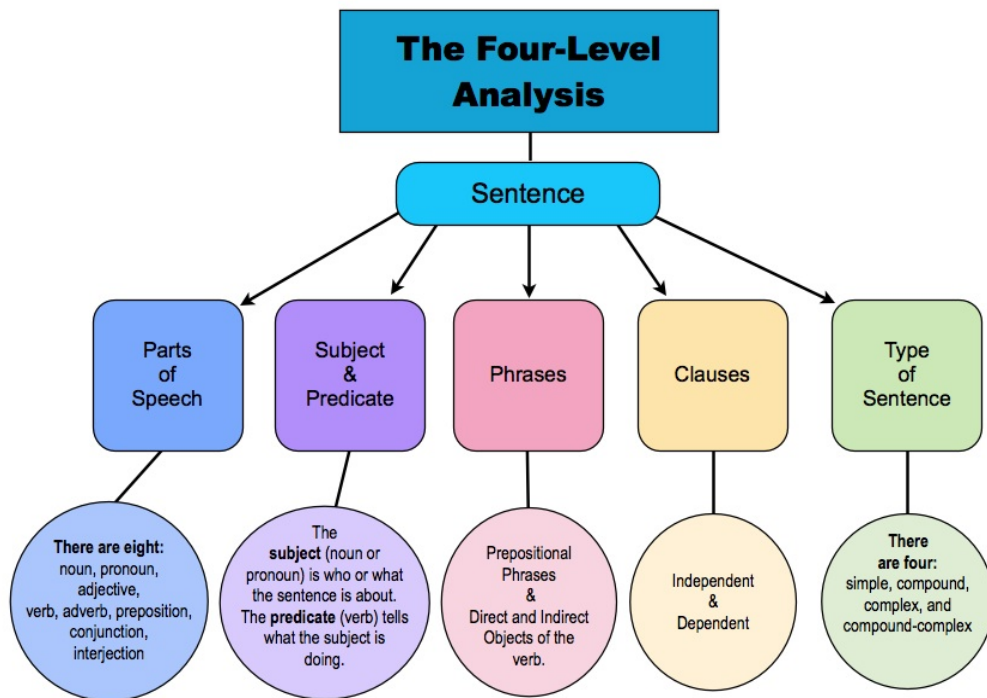 The Four-Level
Analysis
Sentence
Parts
of
Speech
Subject
&
Predicate
Phrases
Clauses
Type
of
Sentence
There are eight:
noun, pronoun,
adjective,
verb, adverb, preposition,
conjunction,
interjection
The
subject (noun or
pronoun) is who or what
the sentence is about.
The predicate (verb) tells
what the subject is
doing.
Prepositional
Phrases
&
Direct and Indirect
Objects of the
verb.
Independent
&
Dependent
There
are four:
simple, compound,
complex, and
compound-complex